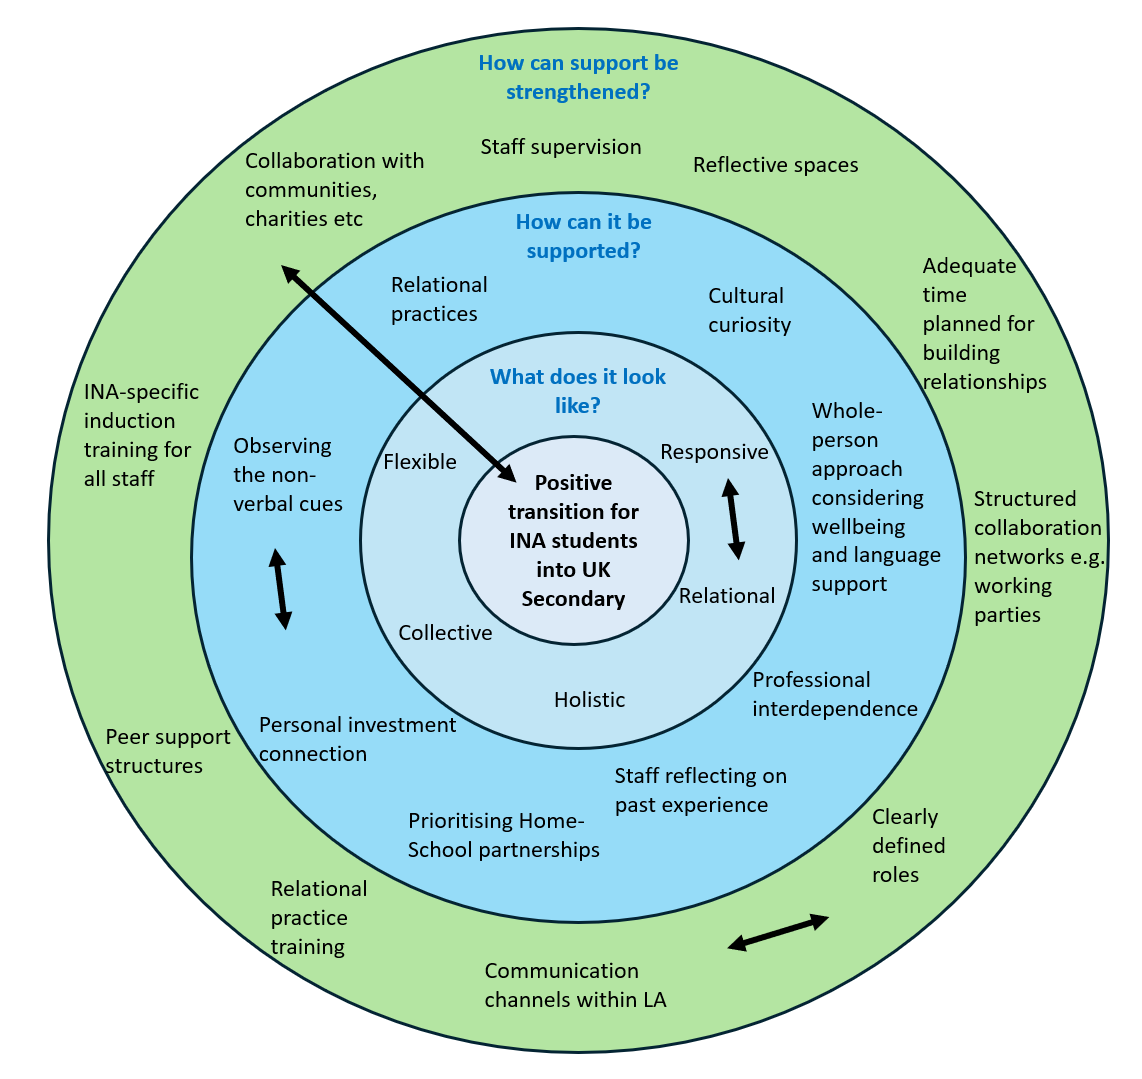 How can support be
strengthened?
Staff supervision
Reflective spaces
Collaboration with
communities,
charities etc
Adequate
time
planned for
building
relationships
INA-specific
induction
training for
all staff
Structured
collaboration
networks e.g.
working
parties
Peer support
structures
Clearly
defined
roles
Relational
practice
training
Communication
channels within LA
How can it be
supported?
Relational
practices
Cultural
curiosity
Observing
the non-
verbal cues
Whole-
person
approach
considering
wellbeing
and language
support
Personal investment
connection
Professional
interdependence
Staff reflecting on
past experience
Prioritising Home-
School partnerships
What does it look
like?
Flexible
Responsive
Relational
Collective
Holistic
Positive
transition for
INA students
into UK
Secondary